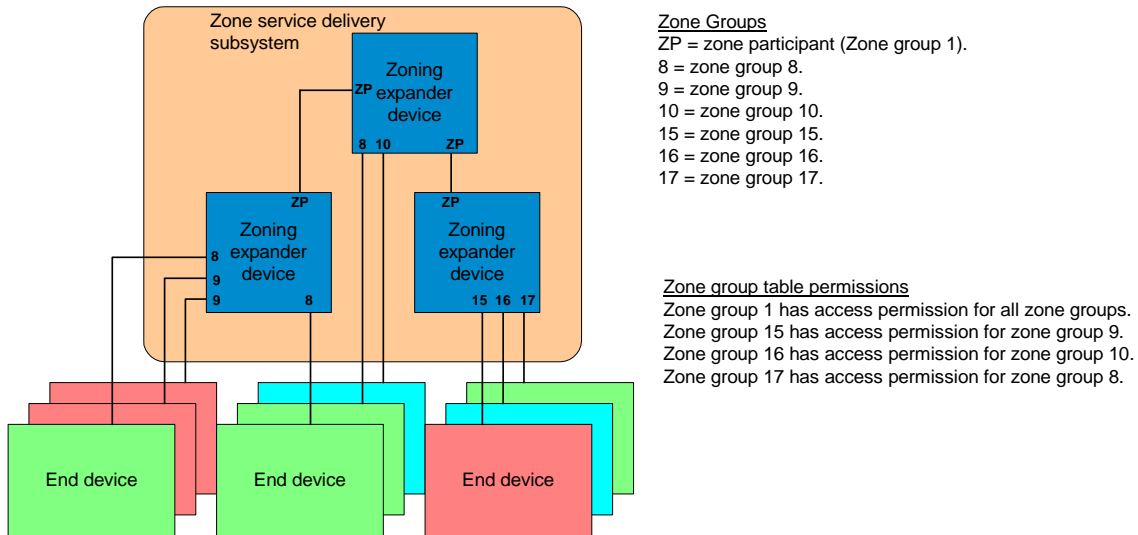 Zone service delivery
subsystem
Zoning
ZP expander
device
8 10 ZP
ZP
Zoning
expander
device
8
9
9
8
ZP
Zoning
expander
device
15 16 17
End device
End device
End device
Zone Groups
ZP = zone participant (Zone group 1).
8 = zone group 8.
9 = zone group 9.
10 = zone group 10.
15 = zone group 15.
16 = zone group 16.
17 = zone group 17.
Zone group table permissions
Zone group 1 has access permission for all zone groups.
Zone group 15 has access permission for zone group 9.
Zone group 16 has access permission for zone group 10.
Zone group 17 has access permission for zone group 8.